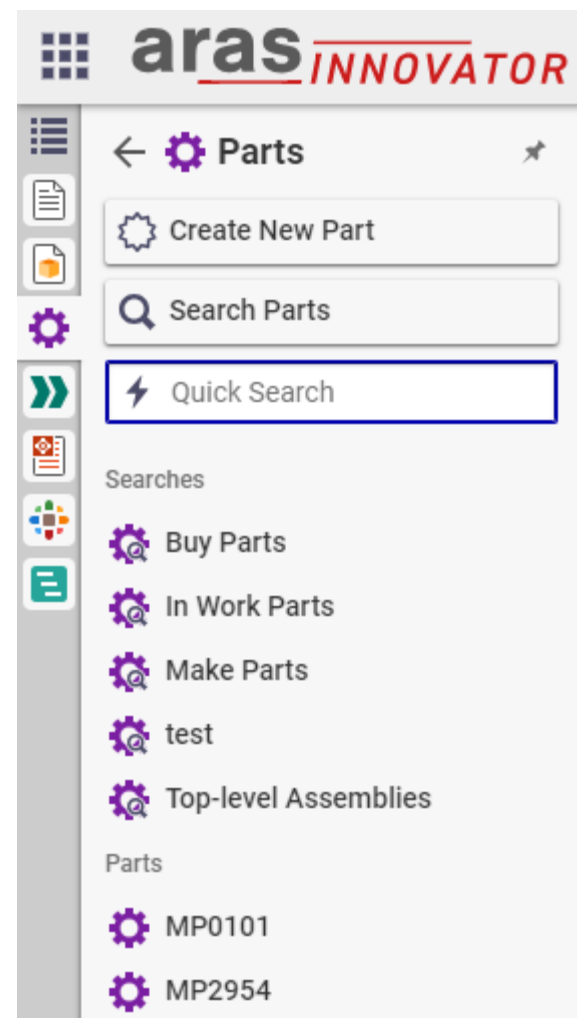 aras INNOVATOR
Parts
Create New Part
Search Parts
Quick Search
Searches
Buy Parts
In Work Parts
Make Parts
test
Top-level Assemblies
Parts
MP0101
MP2954